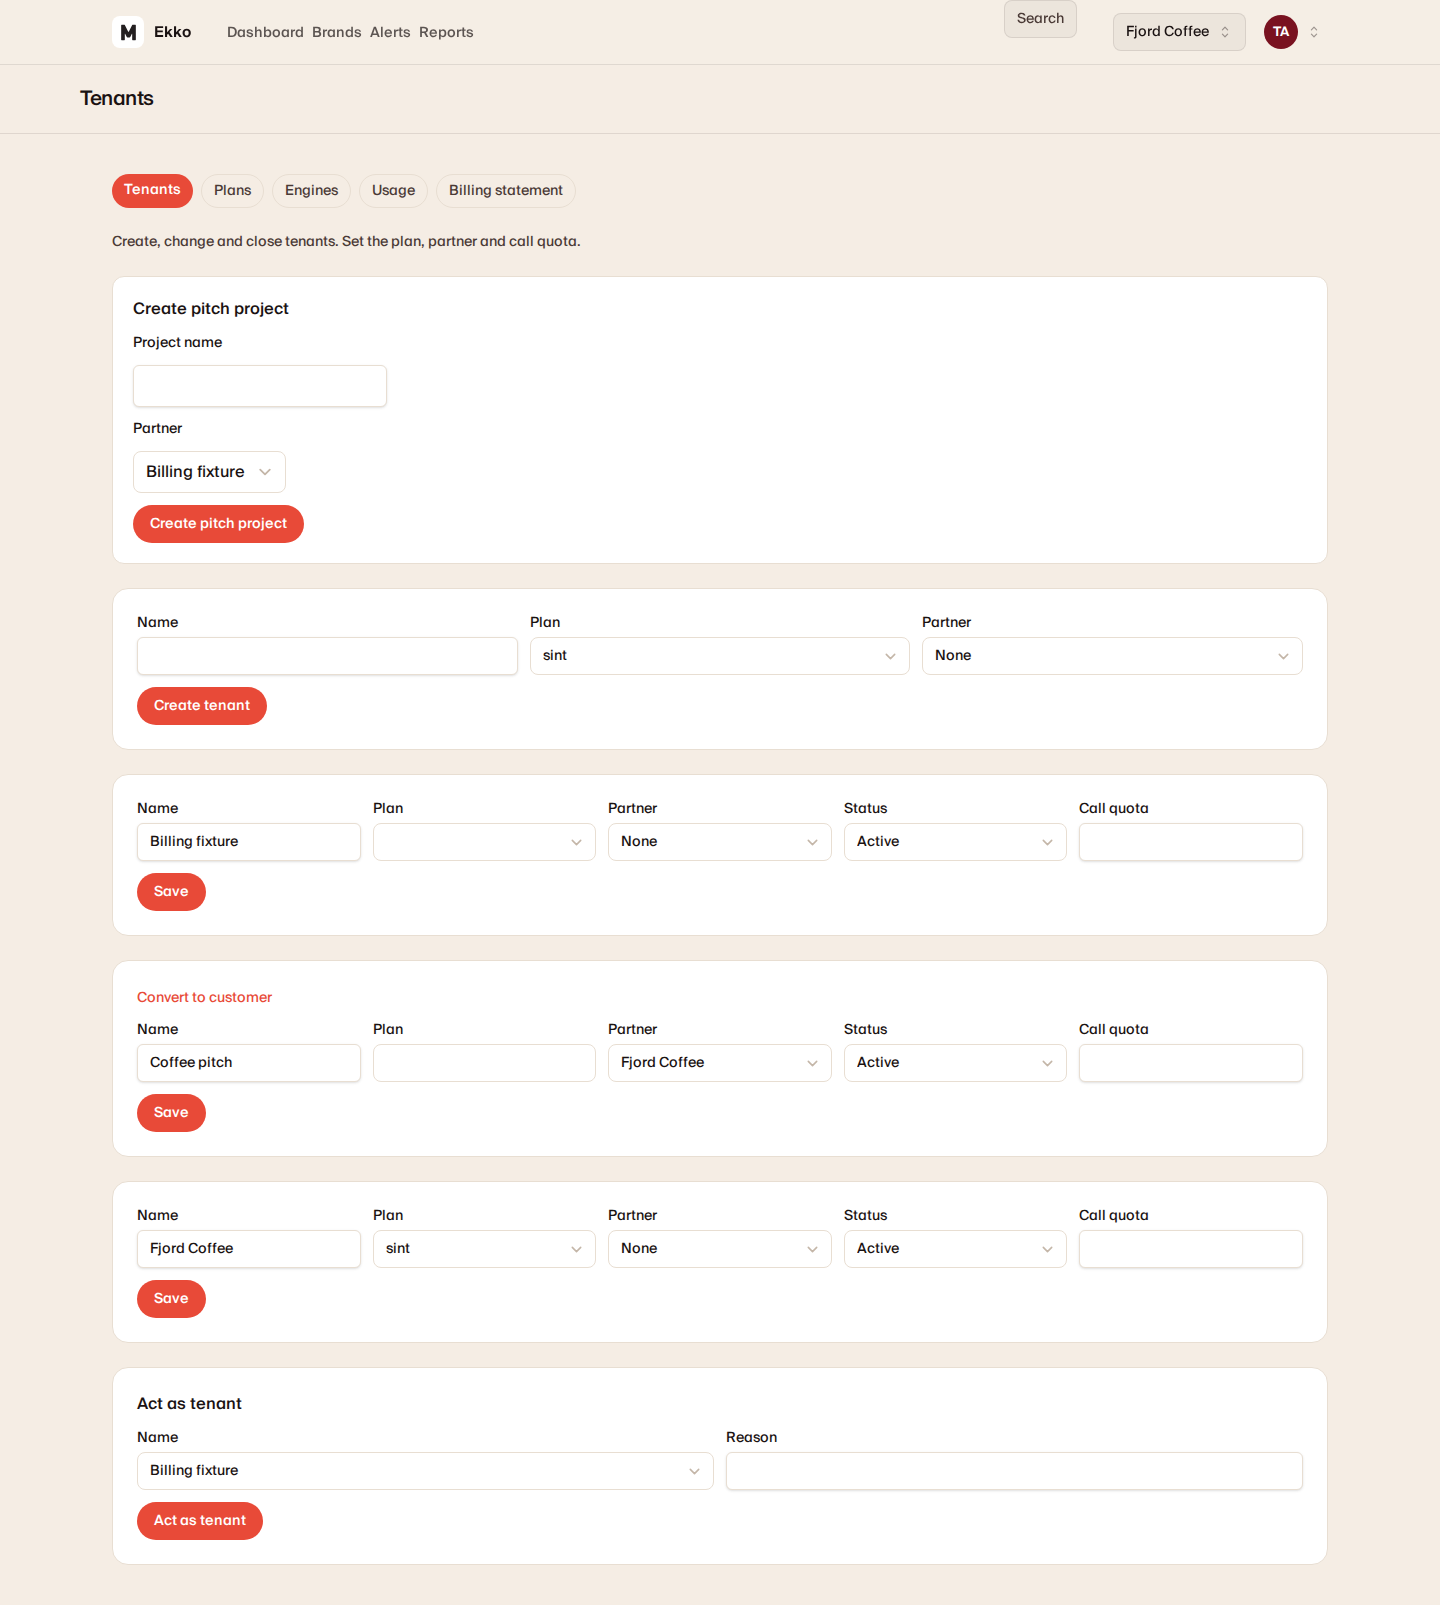 M Ekko Dashboard Brands Alerts Reports Search Fjord Coffee TA
Tenants
Tenants Plans Engines Usage Billing statement
Create, change and close tenants. Set the plan, partner and call quota.
Create pitch project
Project name
Partner
Billing fixture
Create pitch project
Name Plan Partner
sint None
Create tenant
Name Plan Partner Status Call quota
Billing fixture None Active
Save
Convert to customer
Name Plan Partner Status Call quota
Coffee pitch Fjord Coffee Active
Save
Name Plan Partner Status Call quota
Fjord Coffee sint None Active
Save
Act as tenant
Name Reason
Billing fixture
Act as tenant